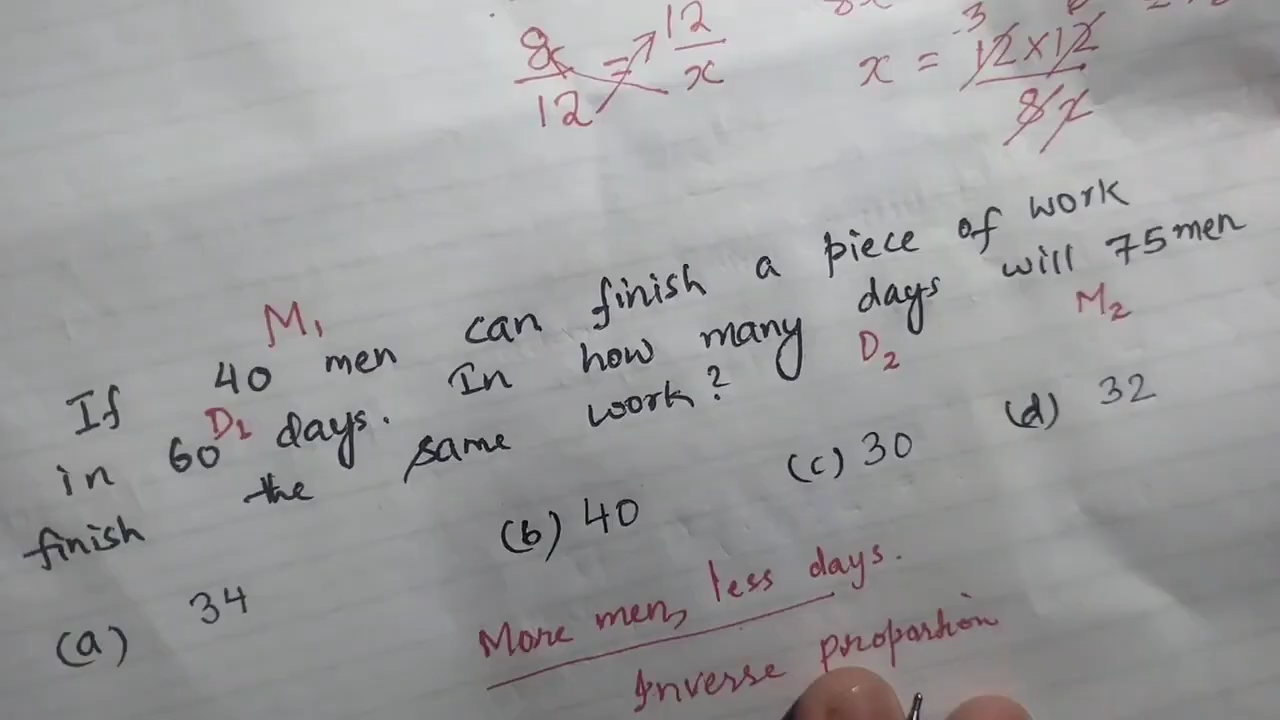 8x/12 = 12/x
x = 12×12/8x
3
M1
If 40 men can finish a piece of work
D1
in 60 days. In how many days will 75 men
D2 M2
finish the same work?
(a) 34 (b) 40 (c) 30 (d) 32
More men, less days.
Inverse proportion